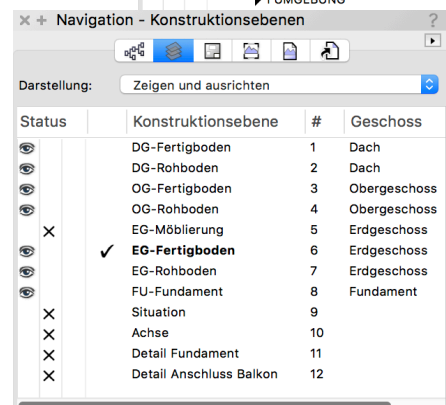 UMGEBUNG
Navigation - Konstruktionsebenen ?
Darstellung: Zeigen und ausrichten
Status Konstruktionsebene # Geschoss
DG-Fertigboden 1 Dach
DG-Rohboden 2 Dach
OG-Fertigboden 3 Obergeschoss
OG-Rohboden 4 Obergeschoss
EG-Möblierung 5 Erdgeschoss
EG-Fertigboden 6 Erdgeschoss
EG-Rohboden 7 Erdgeschoss
FU-Fundament 8 Fundament
Situation 9
Achse 10
Detail Fundament 11
Detail Anschluss Balkon 12